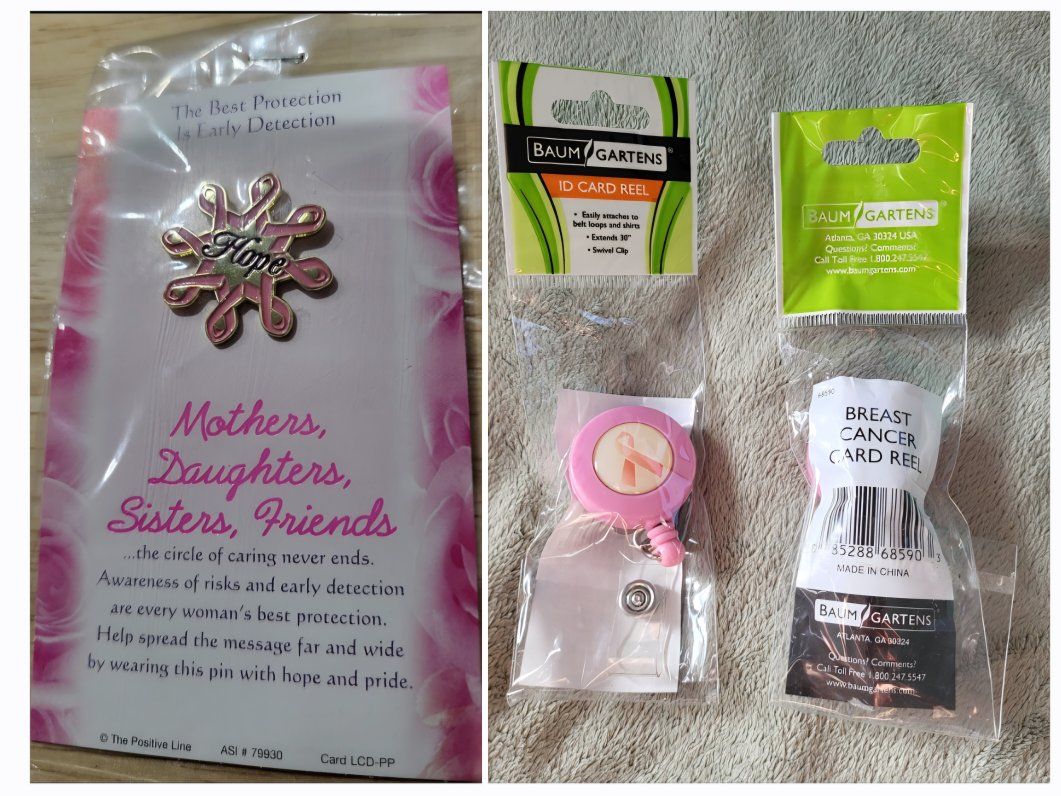 The Best Protection
Is Early Detection
Hope
Mothers,
Daughters,
Sisters, Friends
...the circle of caring never ends.
Awareness of risks and early detection
are every woman's best protection.
Help spread the message far and wide
by wearing this pin with hope and pride.
© The Positive Line ASI # 79930 Card LCD-PP
BAUM GARTENS®
ID CARD REEL
• Easily attaches to
belt loops and shirts
• Extends 30"
• Swivel Clip
BAUM GARTENS®
Atlanta, GA 30324 USA
Questions? Comments?
Call Toll Free 1.800.247.5547
www.baumgartens.com
68590
BREAST
CANCER
CARD REEL
0 85288 68590 3
MADE IN CHINA
BAUM GARTENS
ATLANTA, GA 30324
Questions? Comments?
Call Toll Free 1.800.247.5547
www.baumgartens.com